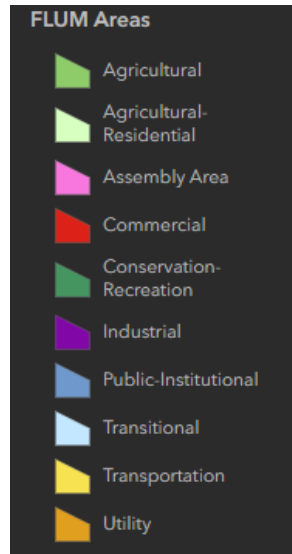 FLUM Areas
Agricultural
Agricultural-
Residential
Assembly Area
Commercial
Conservation-
Recreation
Industrial
Public-Institutional
Transitional
Transportation
Utility